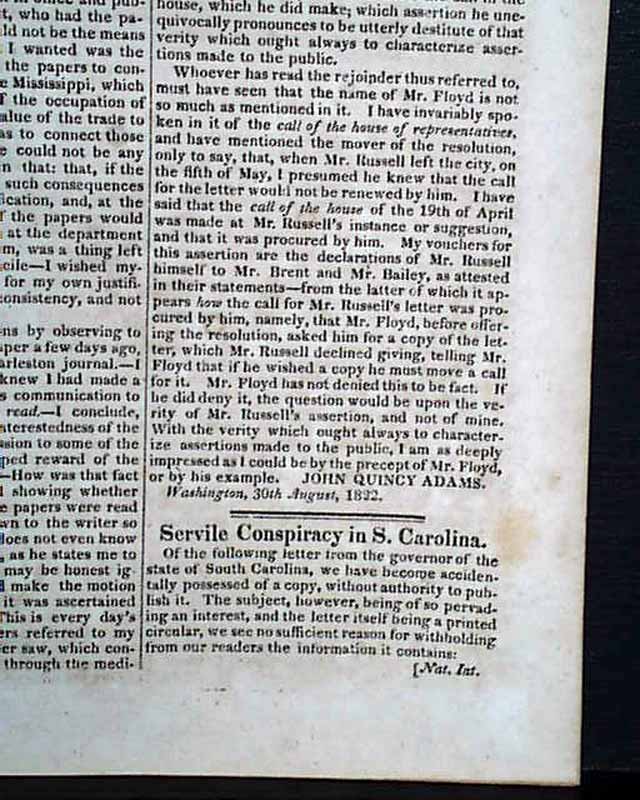 it, who had the pa-
ld not be the means
I wanted was the
the papers to con-
e Mississippi, which
f the occupation of
alue of the trade to
as to connect those
e could not be any
n that: that, if the
such consequences
ication, and, at the
f the papers would
at the department
m, was a thing left
cile—I wished my-
for my own justifi-
consistency, and not
ns by observing to
aper a few days ago,
arleston journal.—I
knew I had made a
s communication to
read.—I conclude,
nterestedness of the
ssion to some of the
ped reward of the
—How was that fact
l showing whether
e papers were read
wn to the writer so
does not even know
, as he states me to
may be honest ig-
l make the motion
it was ascertained
This is every day's
ers referred to my
er saw, which con-
through the medi-
house, which he did make; which assertion he une-
quivocally pronounces to be utterly destitute of that
verity which ought always to characterize asser-
tions made to the public.
Whoever has read the rejoinder thus referred to,
must have seen that the name of Mr. Floyd is not
so much as mentioned in it. I have invariably spo-
ken in it of the call of the house of representatives,
and have mentioned the mover of the resolution,
only to say, that, when Mr. Russell left the city, on
the fifth of May, I presumed he knew that the call
for the letter would not be renewed by him. I have
said that the call of the house of the 19th of April
was made at Mr. Russell's instance or suggestion,
and that it was procured by him. My vouchers for
this assertion are the declarations of Mr. Russell
himself to Mr. Brent and Mr. Bailey, as attested
in their statements—from the latter of which it ap-
pears how the call for Mr. Russell's letter was pro-
cured by him, namely, that Mr. Floyd, before offer-
ing the resolution, asked him for a copy of the let-
ter, which Mr. Russell declined giving, telling Mr.
Floyd that if he wished a copy he must move a call
for it. Mr. Floyd has not denied this to be fact. If
he did deny it, the question would be upon the ve-
rity of Mr. Russell's assertion, and not of mine.
With the verity which ought always to character-
ize assertions made to the public, I am as deeply
impressed as I could be by the precept of Mr. Floyd,
or by his example. JOHN QUINCY ADAMS.
Washington, 30th August, 1822.
Servile Conspiracy in S. Carolina.
Of the following letter from the governor of the
state of South Carolina, we have become acciden-
tally possessed of a copy, without authority to pub-
lish it. The subject, however, being of so pervad-
ing an interest, and the letter itself being a printed
circular, we see no sufficient reason for withholding
from our readers the information it contains:
[Nat. Int.